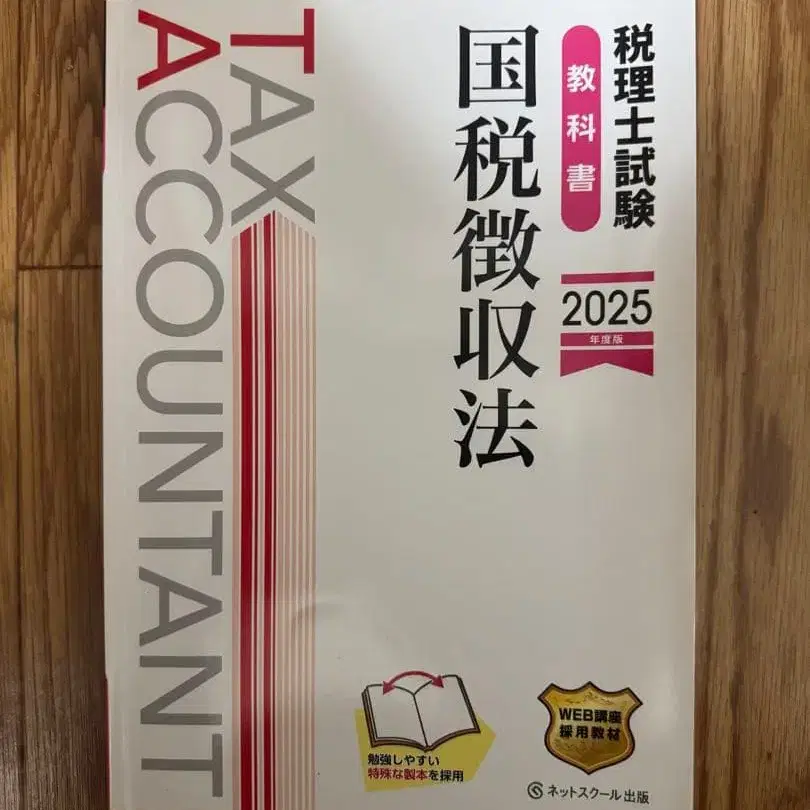 税理士試験
教科書
2025
年度版
国税徴収法
TAX
ACCOUNTANT
勉強しやすい
特殊な製本を採用
WEB講座
採用教材
ネットスクール出版